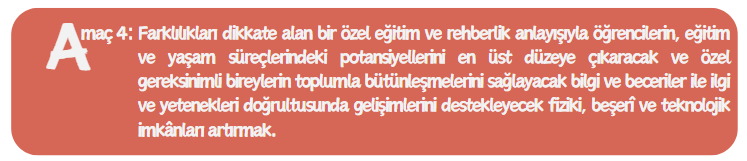 Amaç 4: Farklılıkları dikkate alan bir özel eğitim ve rehberlik anlayışıyla öğrencilerin, eğitim
ve yaşam süreçlerindeki potansiyellerini en üst düzeye çıkaracak ve özel
gereksinimli bireylerin toplumla bütünleşmelerini sağlayacak bilgi ve beceriler ile ilgi
ve yetenekleri doğrultusunda gelişimlerini destekleyecek fiziki, beşerî ve teknolojik
imkânları artırmak.